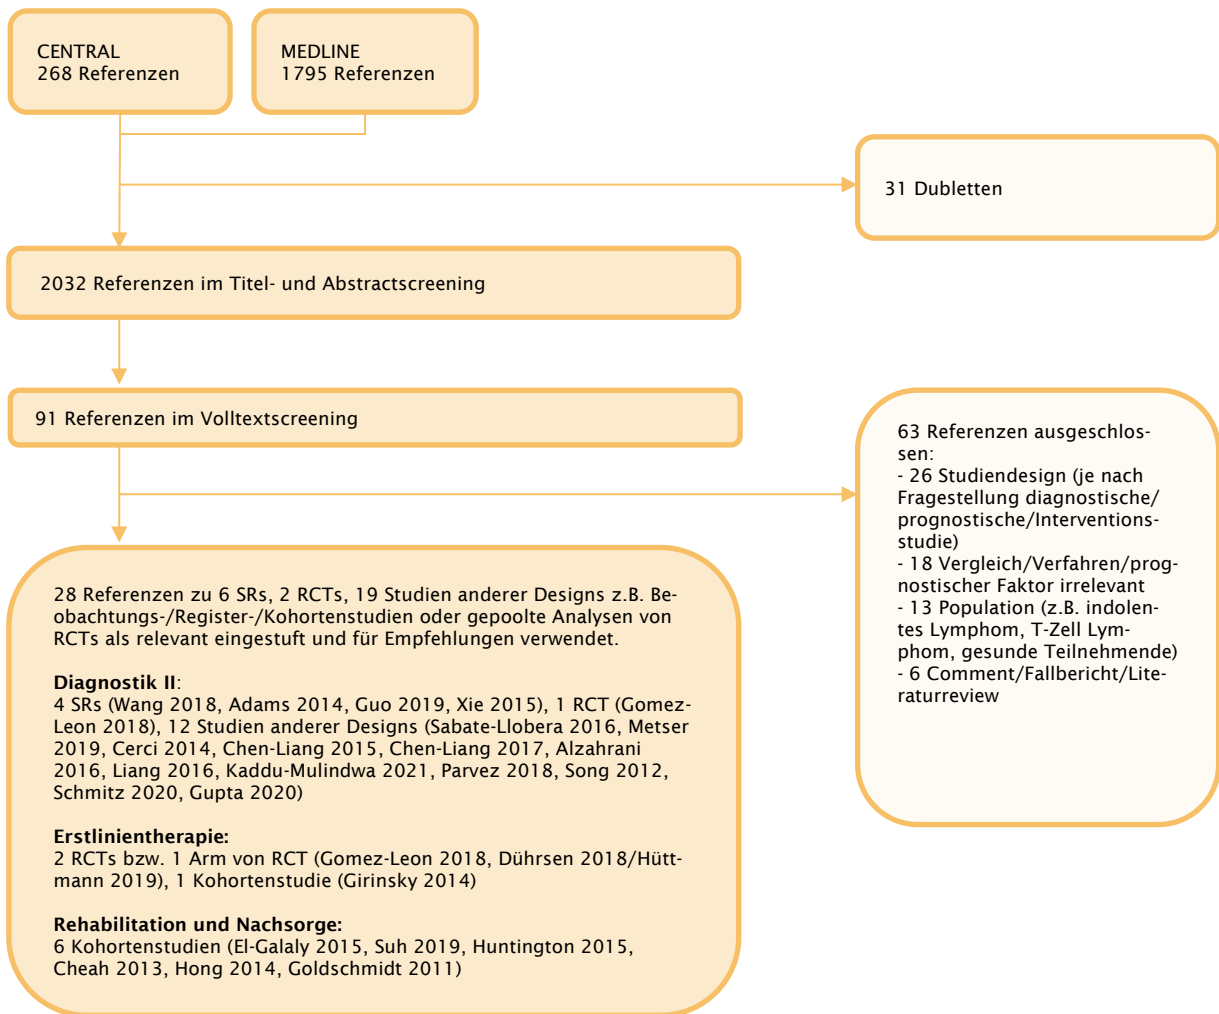 CENTRAL
268 Referenzen
MEDLINE
1795 Referenzen
31 Dubletten
2032 Referenzen im Titel- und Abstractscreening
91 Referenzen im Volltextscreening
63 Referenzen ausgeschlos-
sen:
- 26 Studiendesign (je nach
Fragestellung diagnostische/
prognostische/Interventions-
studie)
- 18 Vergleich/Verfahren/prog-
nostischer Faktor irrelevant
- 13 Population (z.B. indolen-
tes Lymphom, T-Zell Lym-
phom, gesunde Teilnehmende)
- 6 Comment/Fallbericht/Lite-
raturreview
28 Referenzen zu 6 SRs, 2 RCTs, 19 Studien anderer Designs z.B. Be-
obachtungs-/Register-/Kohortenstudien oder gepoolte Analysen von
RCTs als relevant eingestuft und für Empfehlungen verwendet.
Diagnostik II:
4 SRs (Wang 2018, Adams 2014, Guo 2019, Xie 2015), 1 RCT (Gomez-
Leon 2018), 12 Studien anderer Designs (Sabate-Llobera 2016, Metser
2019, Cerci 2014, Chen-Liang 2015, Chen-Liang 2017, Alzahrani
2016, Liang 2016, Kaddu-Mulindwa 2021, Parvez 2018, Song 2012,
Schmitz 2020, Gupta 2020)
Erstlinientherapie:
2 RCTs bzw. 1 Arm von RCT (Gomez-Leon 2018, Dührsen 2018/Hütt-
mann 2019), 1 Kohortenstudie (Girinsky 2014)
Rehabilitation und Nachsorge:
6 Kohortenstudien (El-Galaly 2015, Suh 2019, Huntington 2015,
Cheah 2013, Hong 2014, Goldschmidt 2011)